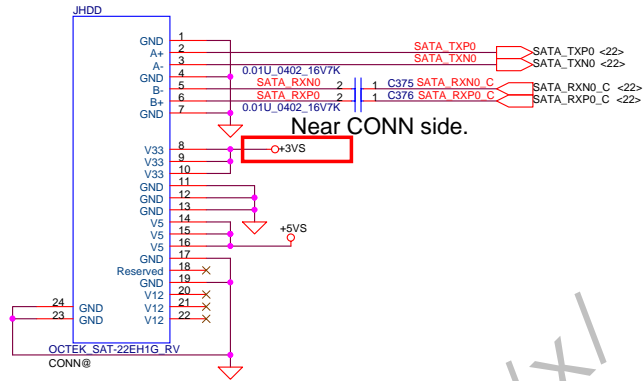 JHDD
GND 1
A+ 2 SATA_TXP0 SATA_TXP0 <22>
A- 3 SATA_TXN0 SATA_TXN0 <22>
GND 4 0.01U_0402_16V7K
B- 5 SATA_RXN0 2 1 C375 SATA_RXN0_C SATA_RXN0_C <22>
B+ 6 SATA_RXP0 2 1 C376 SATA_RXP0_C SATA_RXP0_C <22>
GND 7 0.01U_0402_16V7K
Near CONN side.
V33 8 +3VS
V33 9
V33 10
GND 11
GND 12
GND 13
V5 14
V5 15 +5VS
V5 16
GND 17
Reserved 18
GND 19
V12 20
24 GND V12 21
23 GND V12 22
OCTEK_SAT-22EH1G_RV
CONN@